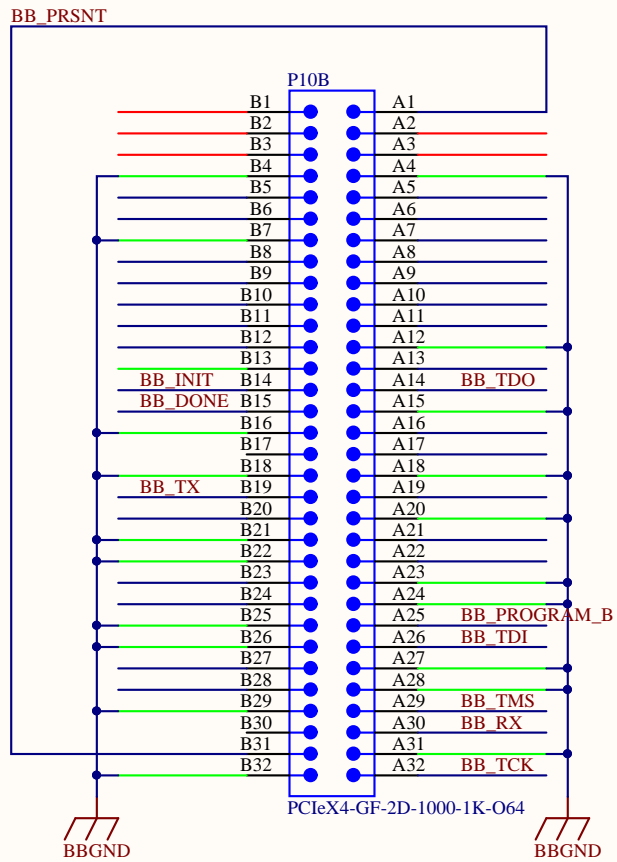 BB_PRSNT
P10B
B1 A1
B2 A2
B3 A3
B4 A4
B5 A5
B6 A6
B7 A7
B8 A8
B9 A9
B10 A10
B11 A11
B12 A12
B13 A13
BB_INIT B14 A14 BB_TDO
BB_DONE B15 A15
B16 A16
B17 A17
B18 A18
BB_TX B19 A19
B20 A20
B21 A21
B22 A22
B23 A23
B24 A24
B25 A25 BB_PROGRAM_B
B26 A26 BB_TDI
B27 A27
B28 A28
B29 A29 BB_TMS
B30 A30 BB_RX
B31 A31
B32 A32 BB_TCK
PCIeX4-GF-2D-1000-1K-O64
BBGND BBGND